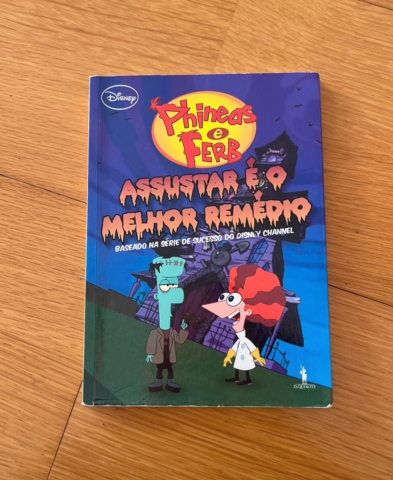 Disney
Phineas
e
Ferb
ASSUSTAR É O
MELHOR REMÉDIO
BASEADO NA SÉRIE DE SUCESSO DO DISNEY CHANNEL